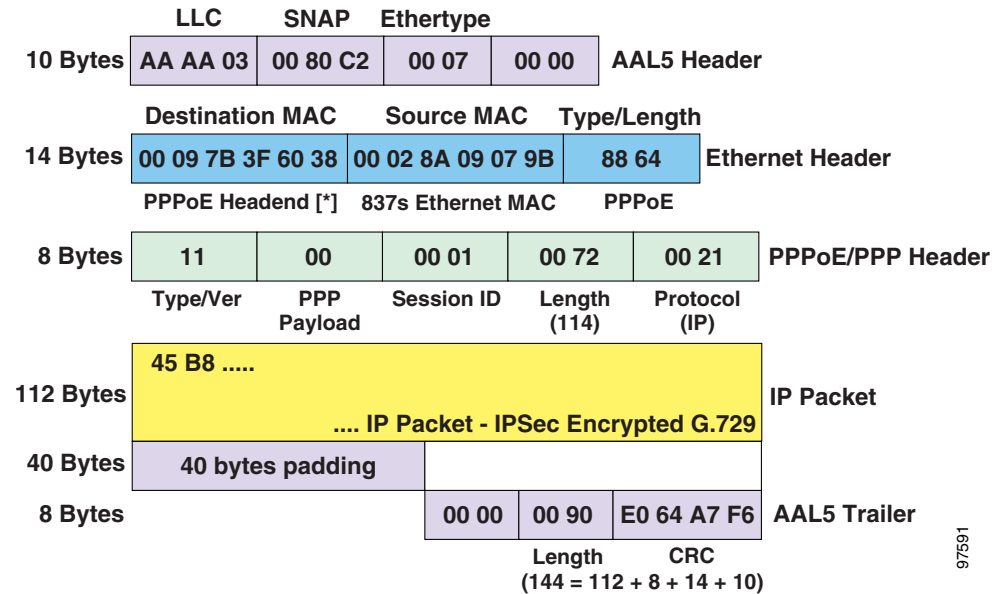 LLC SNAP Ethertype
10 Bytes AA AA 03 00 80 C2 00 07 00 00 AAL5 Header
Destination MAC Source MAC Type/Length
14 Bytes 00 09 7B 3F 60 38 00 02 8A 09 07 9B 88 64 Ethernet Header
PPPoE Headend [*] 837s Ethernet MAC PPPoE
8 Bytes 11 00 00 01 00 72 00 21 PPPoE/PPP Header
Type/Ver PPP Session ID Length Protocol
Payload (114) (IP)
45 B8 .....
112 Bytes IP Packet
.... IP Packet - IPSec Encrypted G.729
40 Bytes 40 bytes padding
8 Bytes 00 00 00 90 E0 64 A7 F6 AAL5 Trailer
Length CRC
(144 = 112 + 8 + 14 + 10)
97591